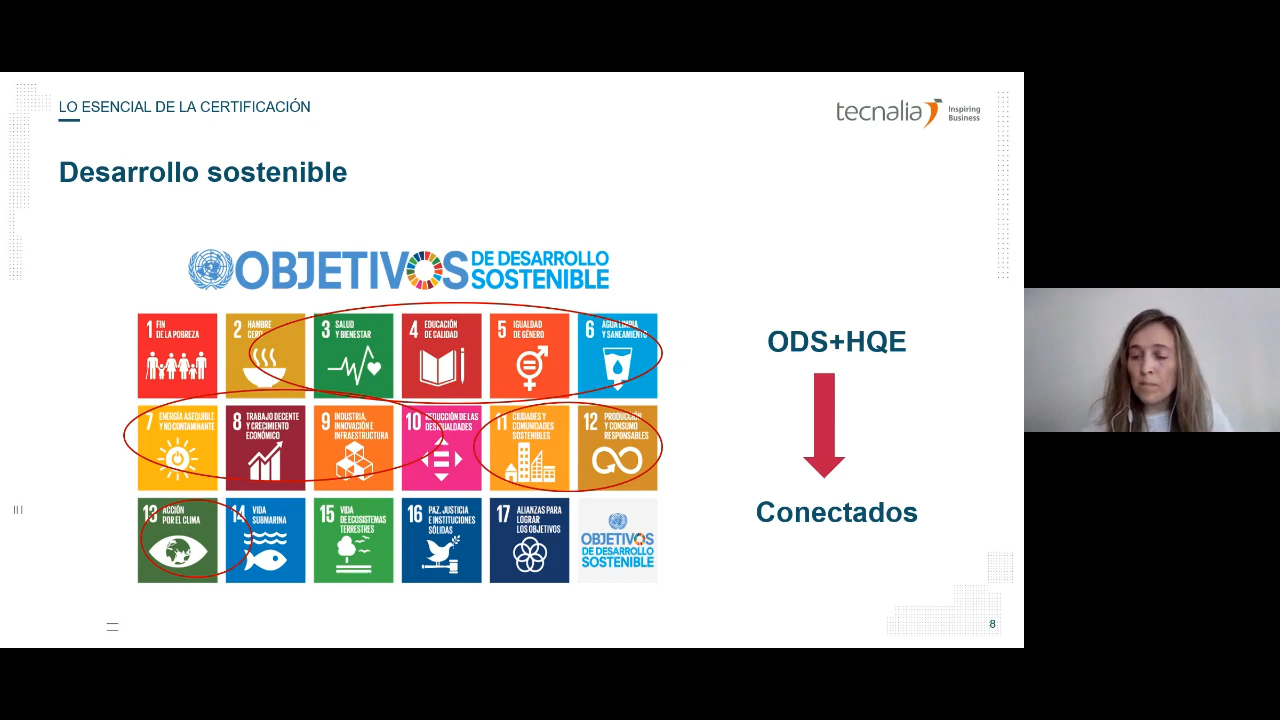 LO ESENCIAL DE LA CERTIFICACIÓN
tecnalia
Inspiring
Business
Desarrollo sostenible
OBJETIVOS
DE DESARROLLO
SOSTENIBLE
1 FIN
DE LA POBREZA
2 HAMBRE
CERO
3 SALUD
Y BIENESTAR
4 EDUCACIÓN
DE CALIDAD
5 IGUALDAD
DE GÉNERO
6 AGUA LIMPIA
Y SANEAMIENTO
7 ENERGÍA ASEQUIBLE
Y NO CONTAMINANTE
8 TRABAJO DECENTE
Y CRECIMIENTO
ECONÓMICO
9 INDUSTRIA,
INNOVACIÓN E
INFRAESTRUCTURA
10 REDUCCIÓN DE LAS
DESIGUALDADES
11 CIUDADES Y
COMUNIDADES
SOSTENIBLES
12 PRODUCCIÓN
Y CONSUMO
RESPONSABLES
13 ACCIÓN
POR EL CLIMA
14 VIDA
SUBMARINA
15 VIDA
DE ECOSISTEMAS
TERRESTRES
16 PAZ, JUSTICIA
E INSTITUCIONES
SÓLIDAS
17 ALIANZAS PARA
LOGRAR
LOS OBJETIVOS
OBJETIVOS
DE DESARROLLO
SOSTENIBLE
ODS+HQE
Conectados
8